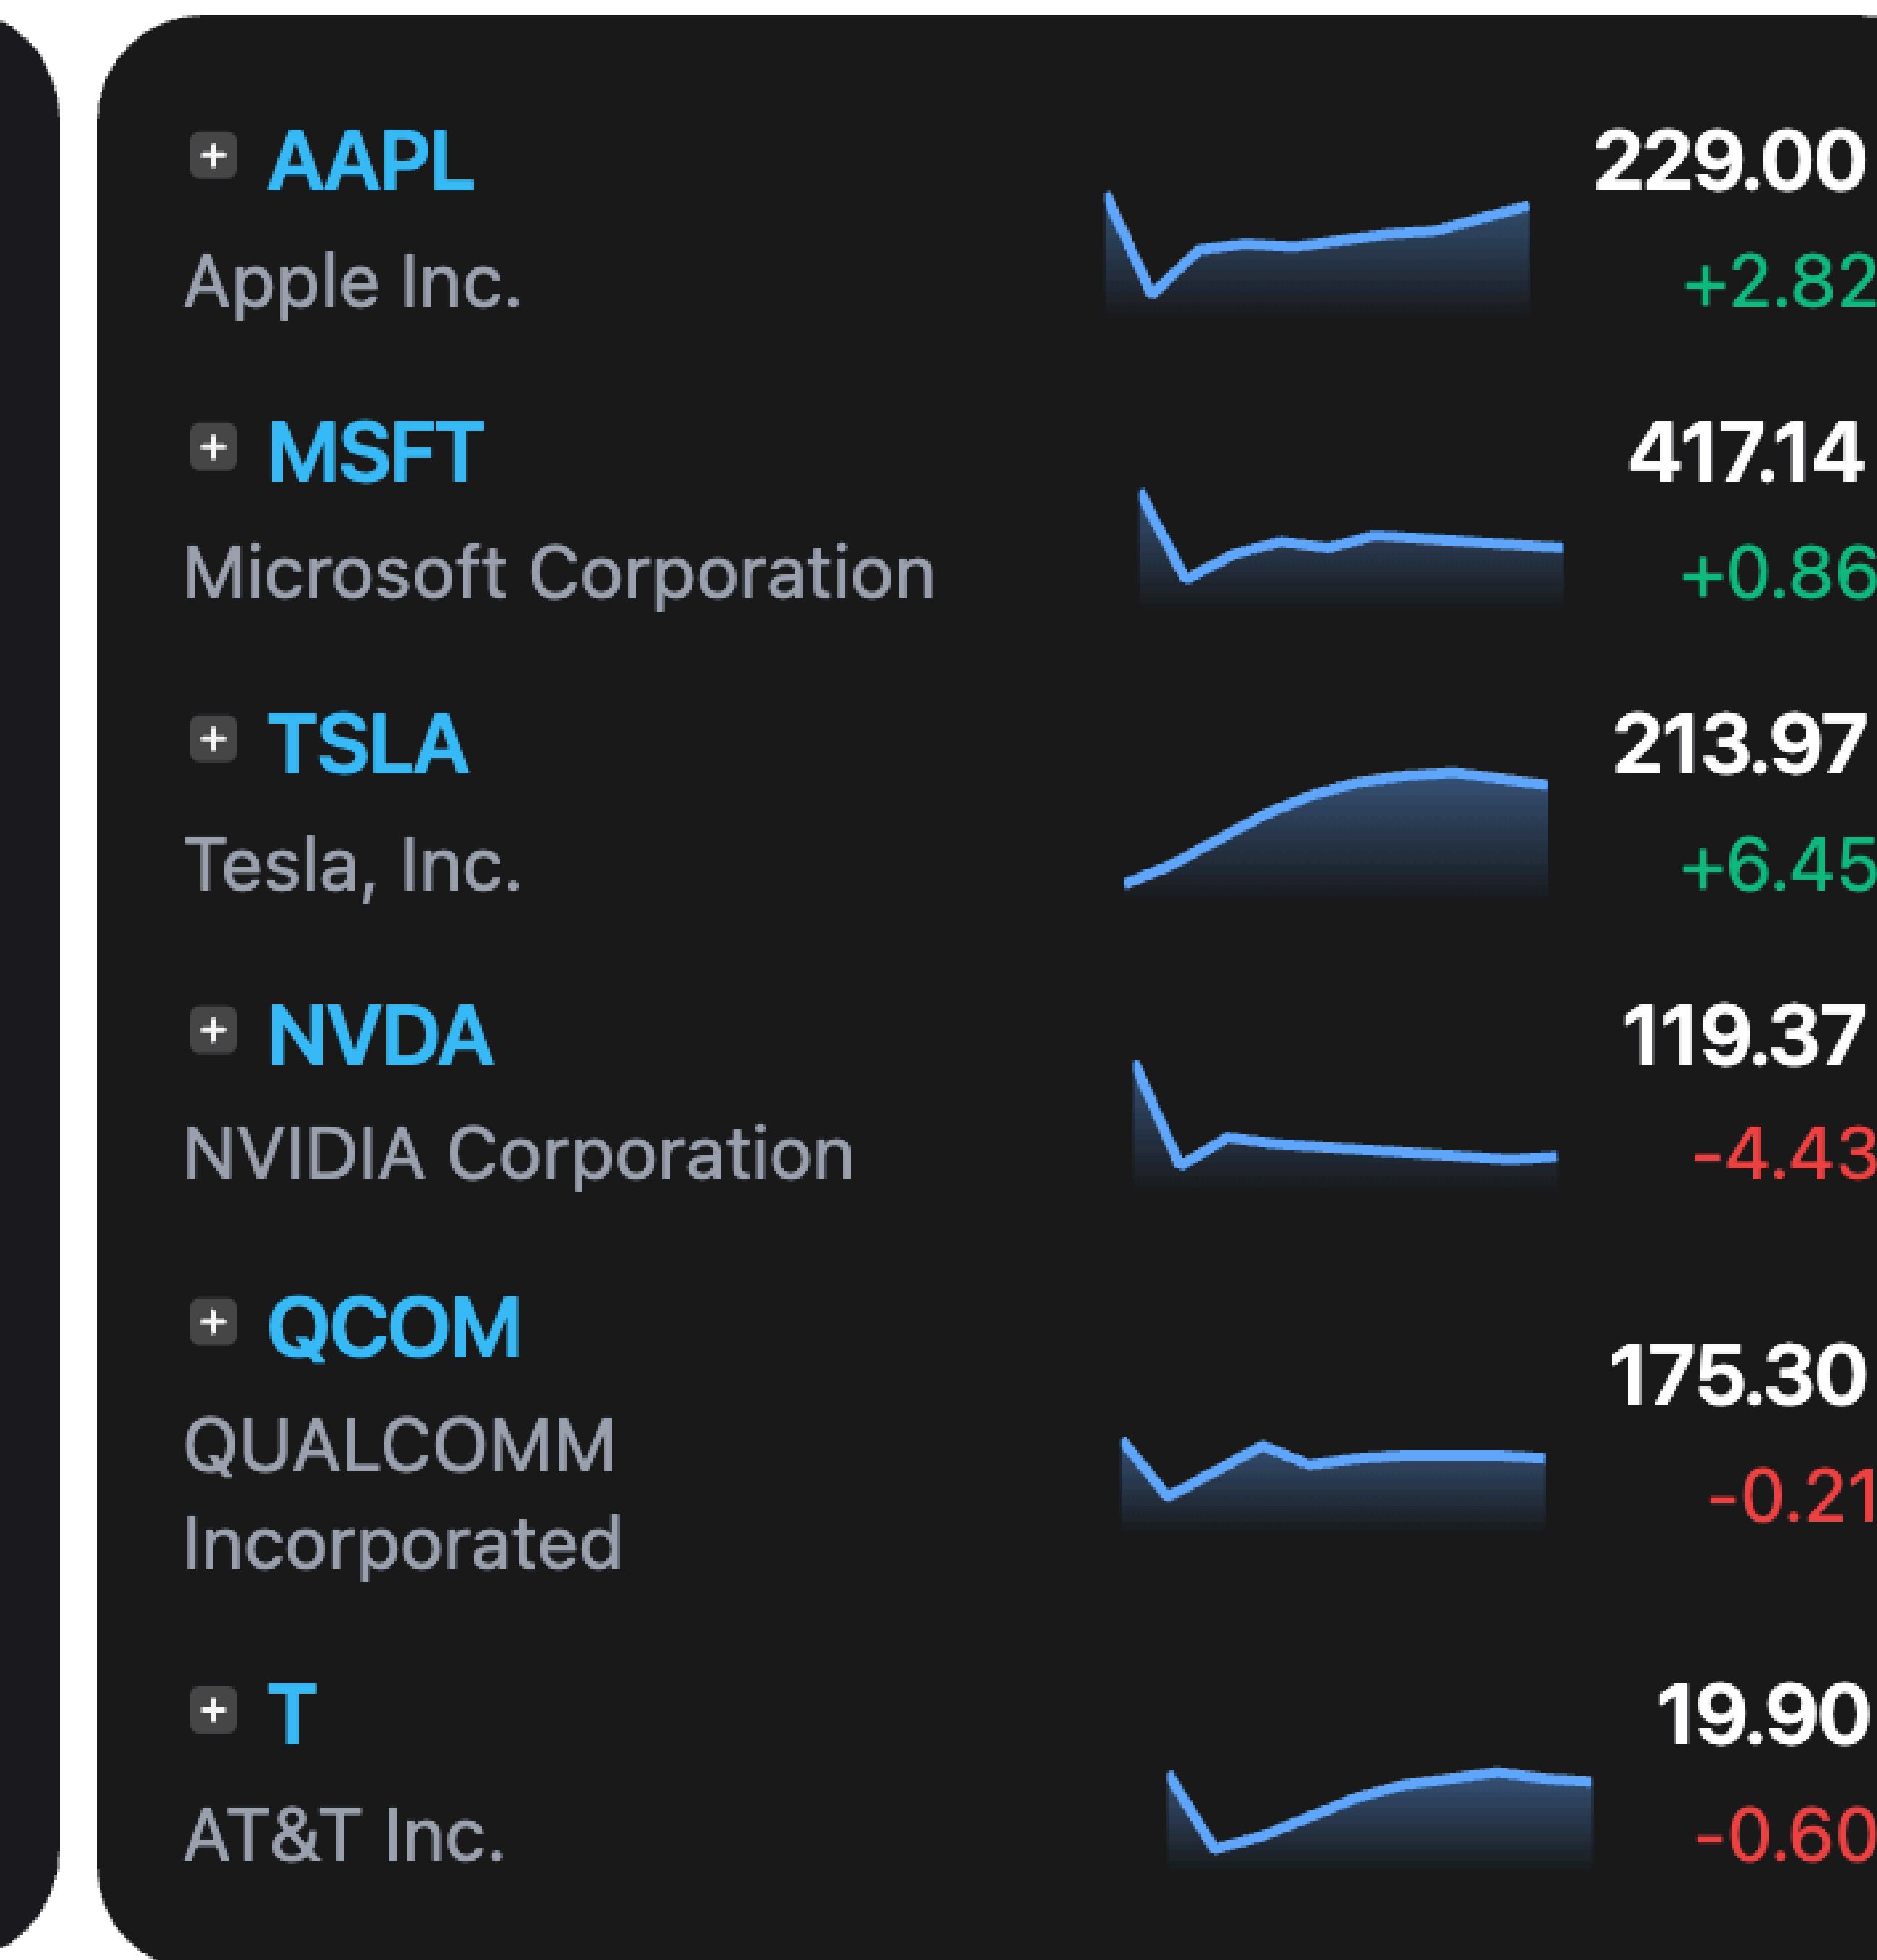 + AAPL 229.00
Apple Inc. +2.82
+ MSFT 417.14
Microsoft Corporation +0.86
+ TSLA 213.97
Tesla, Inc. +6.45
+ NVDA 119.37
NVIDIA Corporation -4.43
+ QCOM 175.30
QUALCOMM
Incorporated -0.21
+ T 19.90
AT&T Inc. -0.60